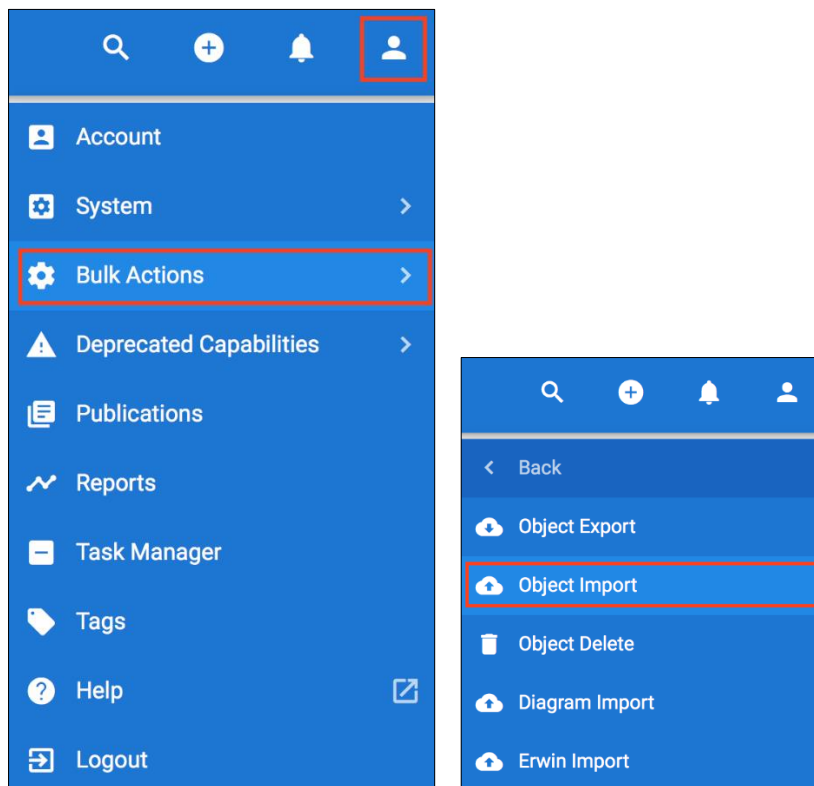 Account
System
Bulk Actions
Deprecated Capabilities
Publications
Reports
Task Manager
Tags
Help
Logout
Back
Object Export
Object Import
Object Delete
Diagram Import
Erwin Import